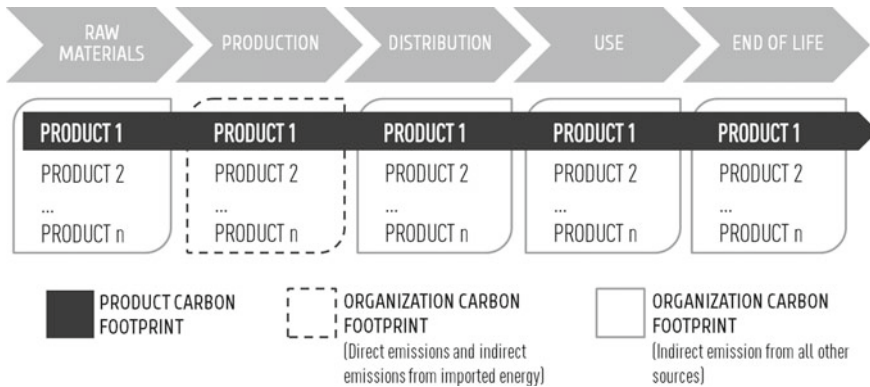 RAW
MATERIALS
PRODUCTION
DISTRIBUTION
USE
END OF LIFE
PRODUCT 1
PRODUCT 1
PRODUCT 1
PRODUCT 1
PRODUCT 1
PRODUCT 2
PRODUCT 2
PRODUCT 2
PRODUCT 2
PRODUCT 2
...
...
...
...
...
PRODUCT n
PRODUCT n
PRODUCT n
PRODUCT n
PRODUCT n
PRODUCT CARBON
FOOTPRINT
ORGANIZATION CARBON
FOOTPRINT
(Direct emissions and indirect
emissions from imported energy)
ORGANIZATION CARBON
FOOTPRINT
(Indirect emission from all other
sources)